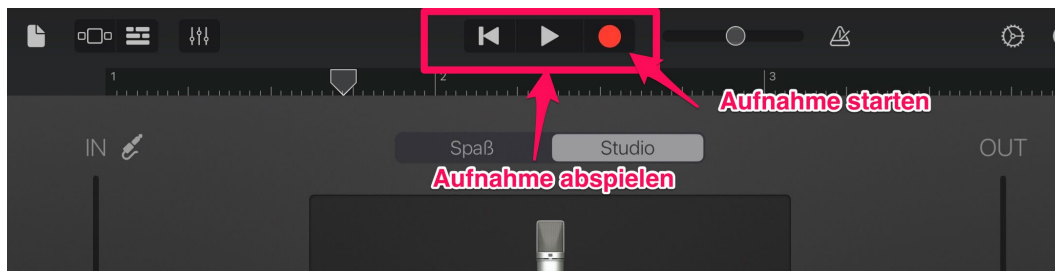 1 2 3
Aufnahme starten
IN Spaß Studio OUT
Aufnahme abspielen